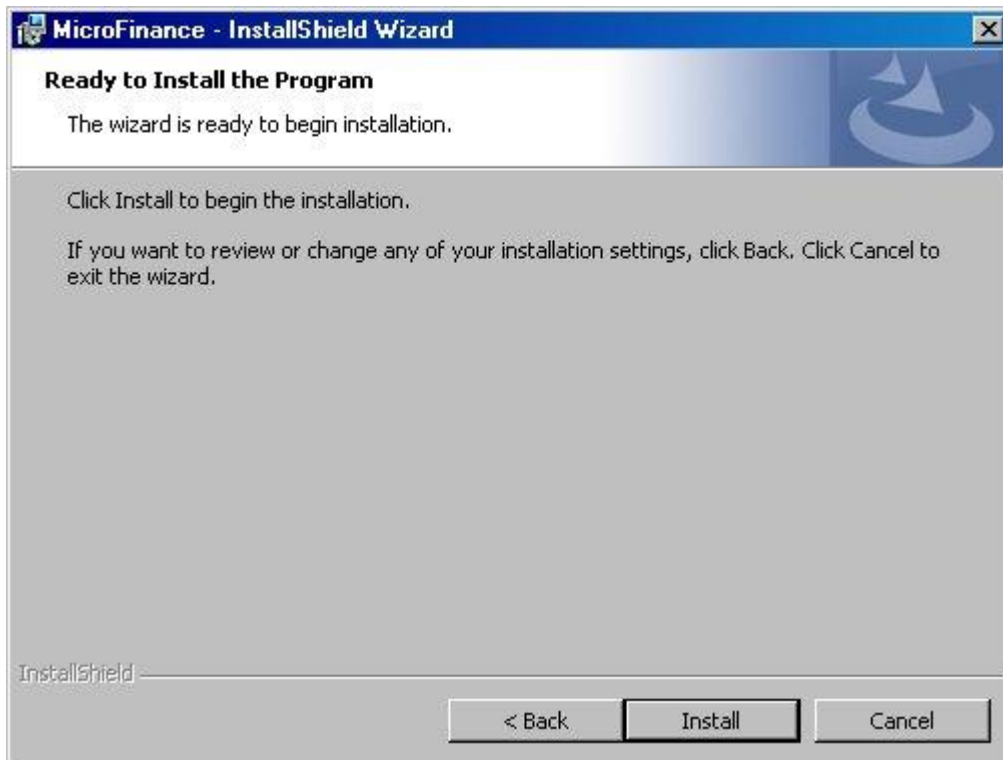 MicroFinance - InstallShield Wizard
Ready to Install the Program
The wizard is ready to begin installation.
Click Install to begin the installation.
If you want to review or change any of your installation settings, click Back. Click Cancel to
exit the wizard.
InstallShield
< Back
Install
Cancel